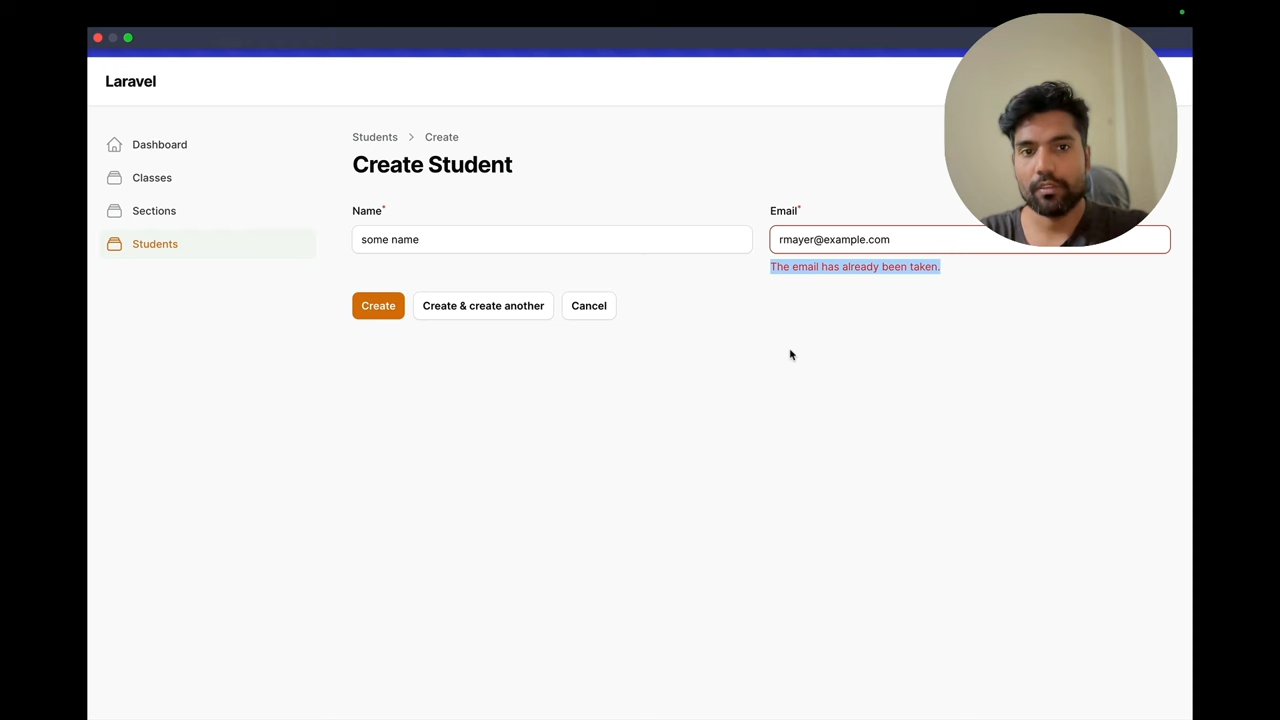 Laravel
Dashboard
Classes
Sections
Students
Students > Create
Create Student
Name*
some name
Email*
rmayer@example.com
The email has already been taken.
Create
Create & create another
Cancel